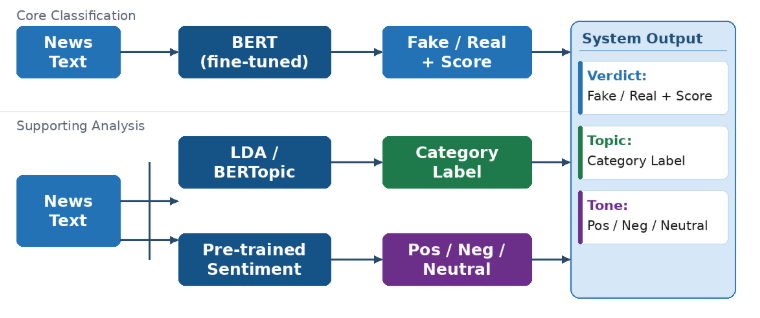 Core Classification
News
Text
BERT
(fine-tuned)
Fake / Real
+ Score
System Output
Verdict:
Fake / Real + Score
Supporting Analysis
News
Text
LDA /
BERTopic
Category
Label
Topic:
Category Label
Pre-trained
Sentiment
Pos / Neg /
Neutral
Tone:
Pos / Neg / Neutral